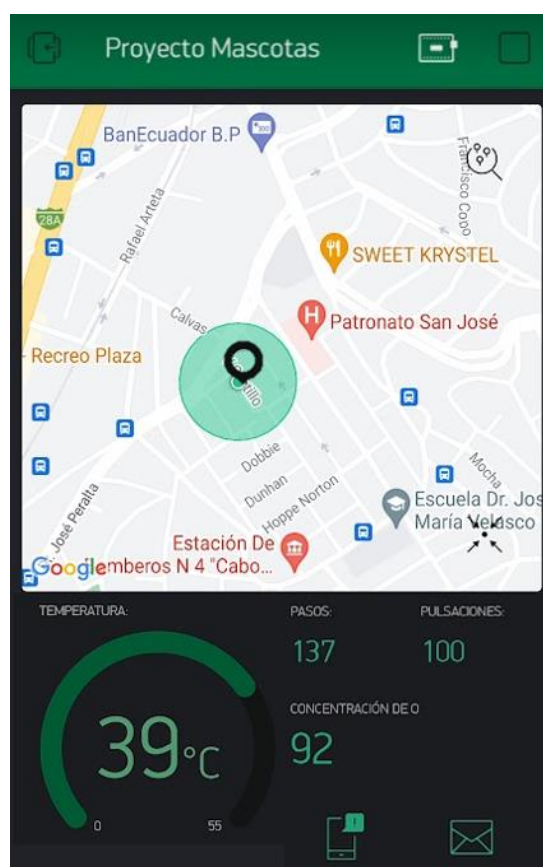 Proyecto Mascotas
BanEcuador B.P
Francisco Copo
28A
Rafael Arteta
SWEET KRYSTEL
Calvas
Patronato San José
Recreo Plaza
Dobbie
Dunhan
Mocha
Hoppe Norton
Escuela Dr. Jos
María Velasco
José Peralta
Estación De
Google
mberos N 4 "Cabo...
TEMPERATURA:
PASOS:
PULSACIONES:
137
100
CONCENTRACIÓN DE O
39°C
92
0
55